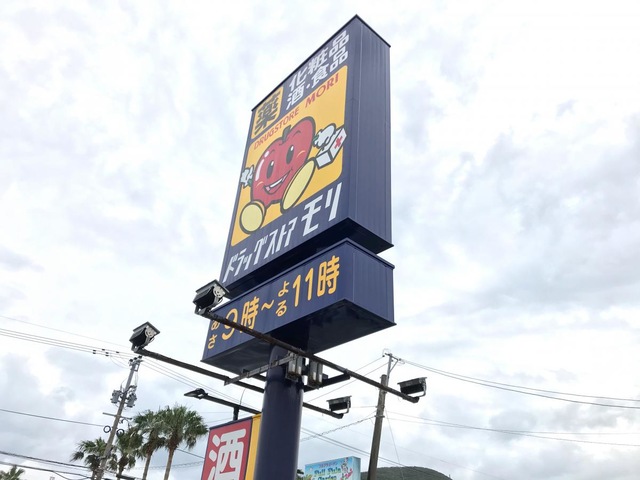 薬
化粧品
酒・食品
DRUGSTORE MORI
ドラッグストア モリ
あさ9時～よる11時
酒